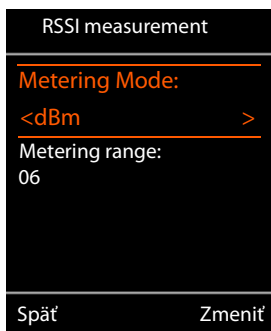 RSSI measurement
Metering Mode:
<dBm >
Metering range:
06
Späť Zmeniť